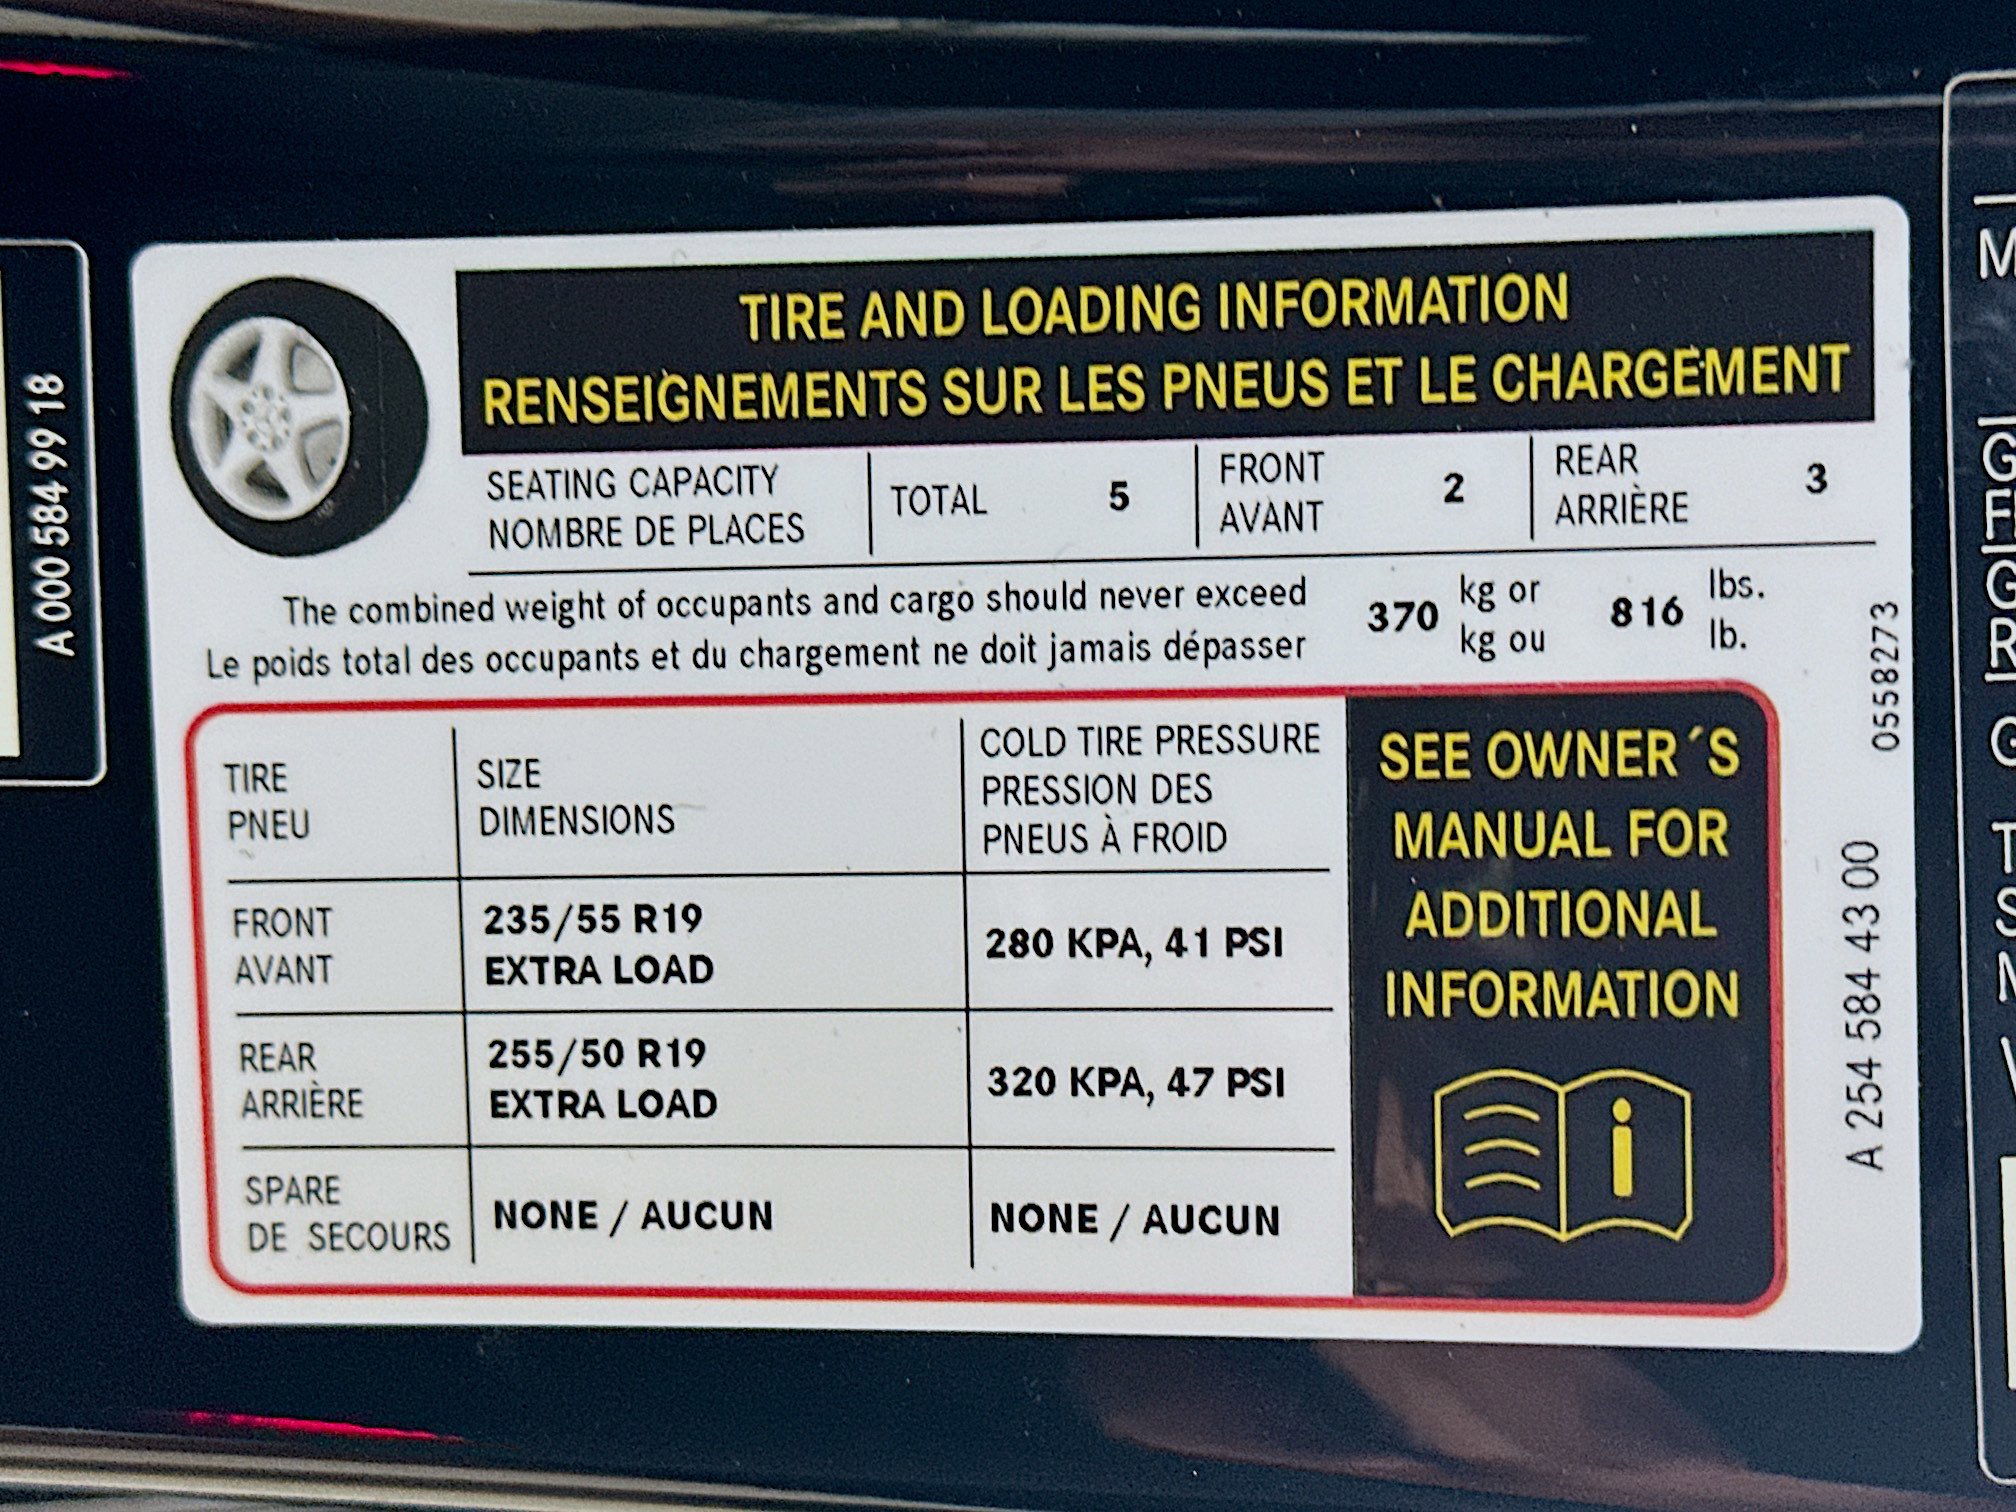 TIRE AND LOADING INFORMATION
RENSEIGNEMENTS SUR LES PNEUS ET LE CHARGEMENT
SEATING CAPACITY
NOMBRE DE PLACES
TOTAL 5
FRONT
AVANT
2
REAR
ARRIÈRE
3
The combined weight of occupants and cargo should never exceed
Le poids total des occupants et du chargement ne doit jamais dépasser
370
kg or
kg ou
816
lbs.
lb.
TIRE
PNEU
SIZE
DIMENSIONS
COLD TIRE PRESSURE
PRESSION DES
PNEUS À FROID
FRONT
AVANT
235/55 R19
EXTRA LOAD
280 KPA, 41 PSI
REAR
ARRIÈRE
255/50 R19
EXTRA LOAD
320 KPA, 47 PSI
SPARE
DE SECOURS
NONE / AUCUN
NONE / AUCUN
SEE OWNER´S
MANUAL FOR
ADDITIONAL
INFORMATION
i
0558273
A 254 584 43 00
A 000 584 99 18